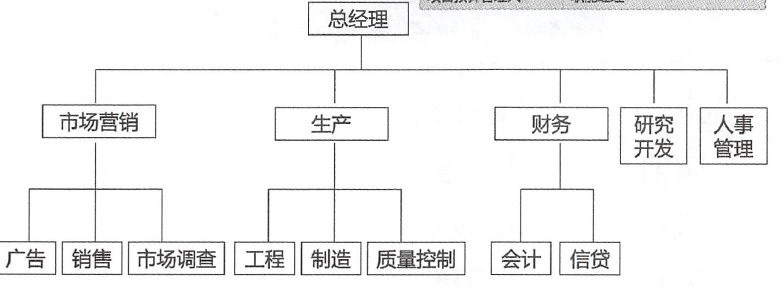 总经理
市场营销
生产
财务
研究
开发
人事
管理
广告
销售
市场调查
工程
制造
质量控制
会计
信贷